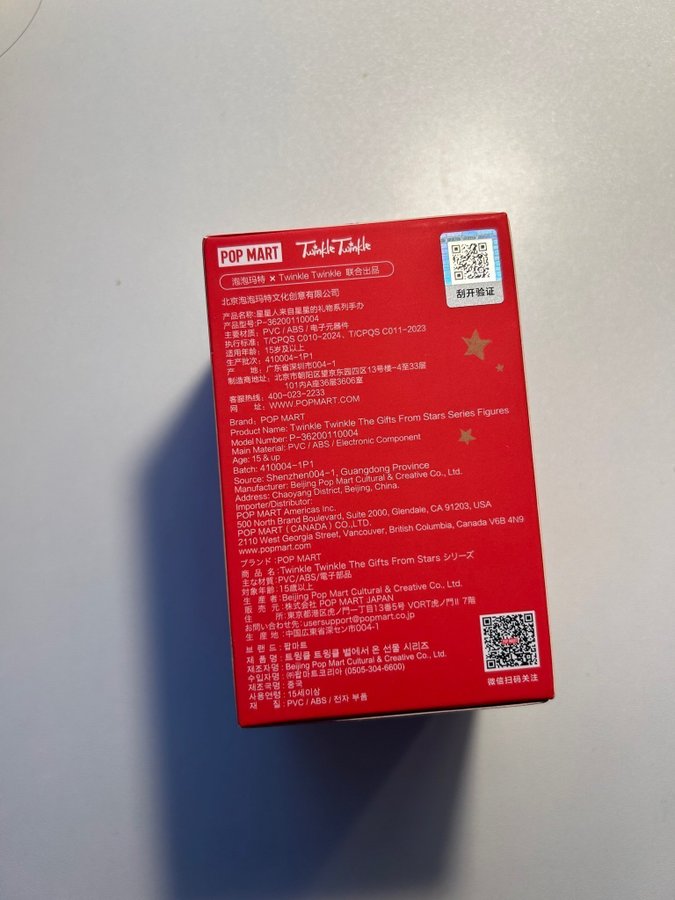 POP MART Twinkle Twinkle
泡泡玛特 × Twinkle Twinkle 联合出品
刮开验证
北京泡泡玛特文化创意有限公司
产品名称:星星人来自星星的礼物系列手办
产品型号:P-36200110004
主要材质: PVC / ABS / 电子元器件
执行标准: T/CPQS C010-2024、T/CPQS C011-2023
适用年龄: 15岁及以上
生产批次: 410004-1P1
产 地: 广东省深圳市004-1
制造商地址: 北京市朝阳区望京东园四区13号楼-4至33层
101内A座36层3606室
客服热线: 400-023-2233
网 址: WWW.POPMART.COM
Brand: POP MART
Product Name: Twinkle Twinkle The Gifts From Stars Series Figures
Model Number: P-36200110004
Main Material: PVC / ABS / Electronic Component
Age: 15 & up
Batch: 410004-1P1
Source: Shenzhen004-1, Guangdong Province
Manufacturer: Beijing Pop Mart Cultural & Creative Co., Ltd.
Address: Chaoyang District, Beijing, China.
Importer/Distributor:
POP MART Americas Inc.
500 North Brand Boulevard, Suite 2000, Glendale, CA 91203, USA
POP MART (CANADA) CO.,LTD.
2110 West Georgia Street, Vancouver, British Columbia, Canada V6B 4N9
www.popmart.com
ブランド: POP MART
商 品 名: Twinkle Twinkle The Gifts From Stars シリーズ
主な材質: PVC/ABS/電子部品
対象年齢: 15歳以上
生 産 者: Beijing Pop Mart Cultural & Creative Co., Ltd.
販 売 元: 株式会社 POP MART JAPAN
住 所: 東京都港区虎ノ門一丁目13番5号 VORT虎ノ門II 7階
お問い合わせ先: usersupport@popmart.co.jp
生 産 地: 中国広東省深セン市004-1
브 랜 드: 팝마트
제 품 명: 트윙클 트윙클 별에서 온 선물 시리즈
제조자명: Beijing Pop Mart Cultural & Creative Co., Ltd.
수입자명: ㈜팝마트코리아 (0505-304-6600)
제조국명: 중국
사용연령: 15세이상
재 질: PVC / ABS / 전자 부품
微信扫码关注